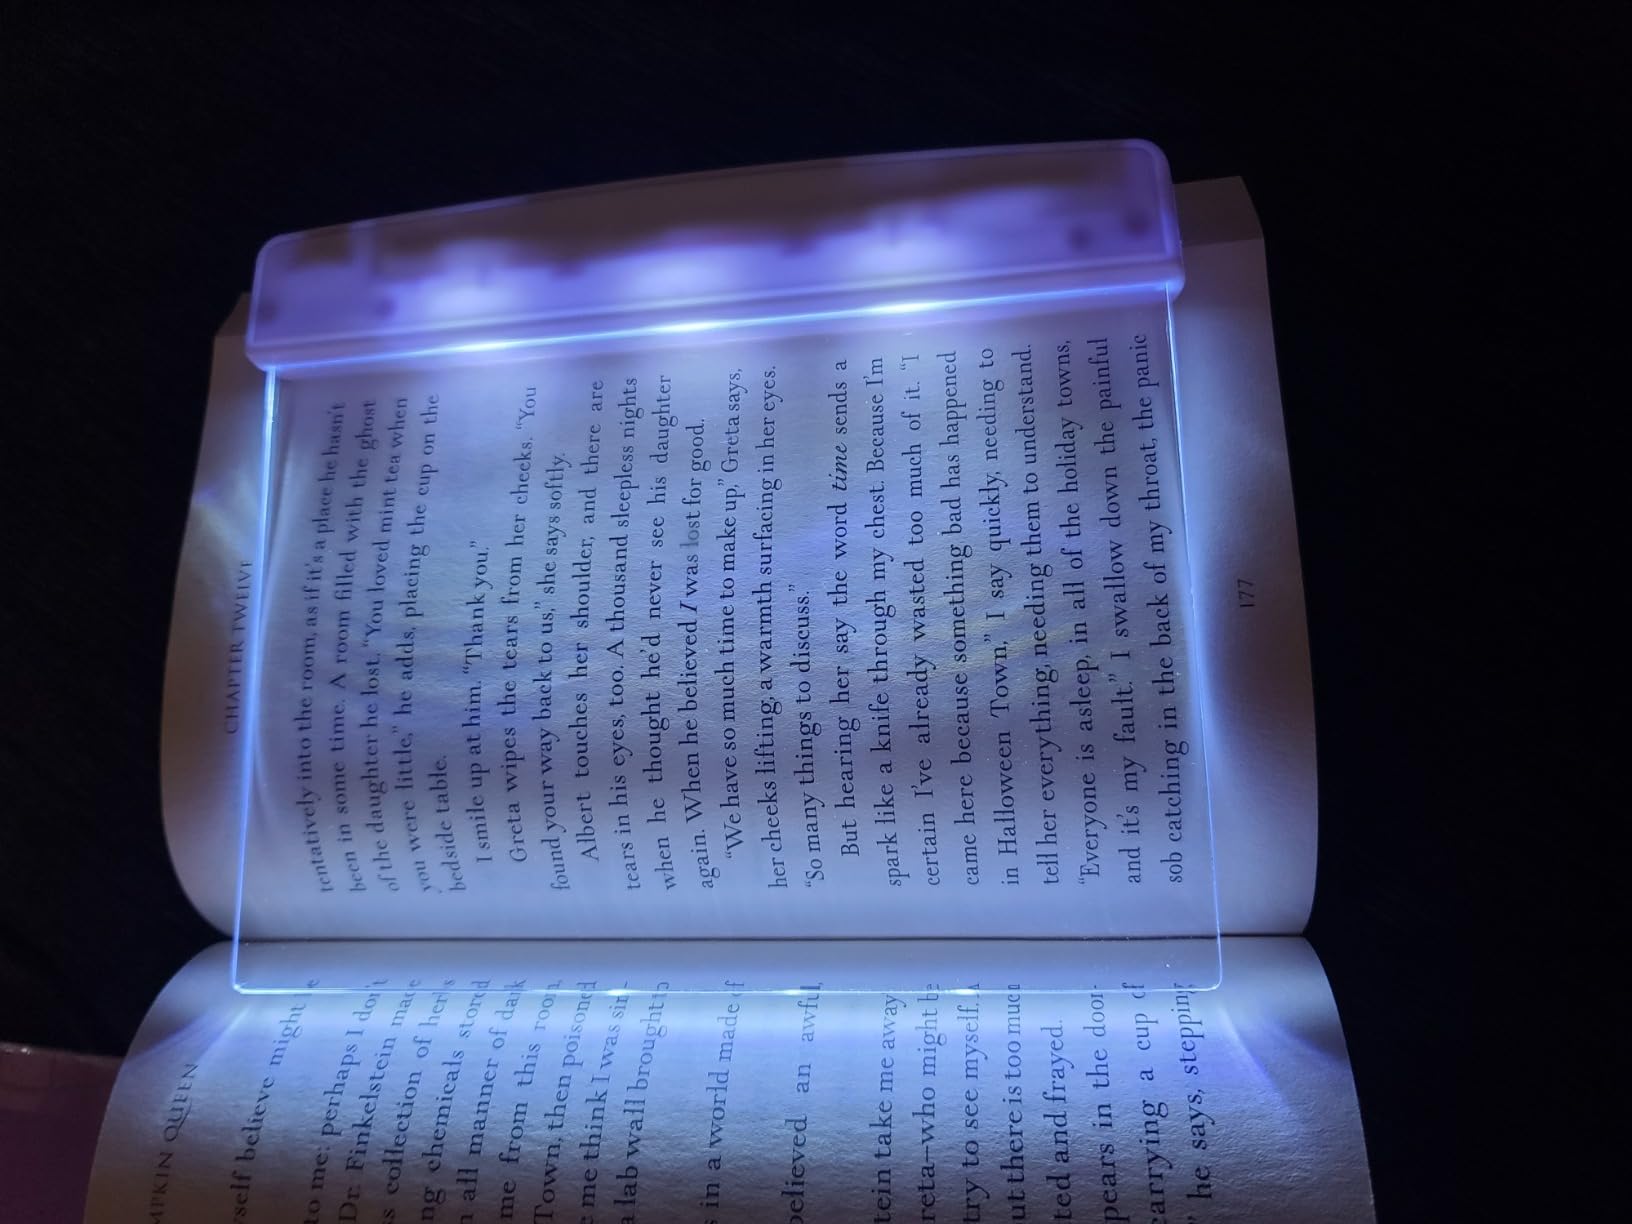 MPKIN QUEEN
yself believe might be
to me; perhaps I don't
Dr. Finkelstein made
s collection of herbs
ng chemicals stored
all manner of dark
me from this room,
Town, then poisoned
e me think I was sin-
lab wall brought to
in a world made of
believed an awful,
tein take me away
reta—who might be
try to see myself. A
ut there is too much
ted and frayed.
pears in the door-
carrying a cup of
" he says, stepping
CHAPTER TWELVE
tentatively into the room, as if it's a place he hasn't
been in some time. A room filled with the ghost
of the daughter he lost. "You loved mint tea when
you were little," he adds, placing the cup on the
bedside table.
I smile up at him. "Thank you."
Greta wipes the tears from her cheeks. "You
found your way back to us," she says softly.
Albert touches her shoulder, and there are
tears in his eyes, too. A thousand sleepless nights
when he thought he'd never see his daughter
again. When he believed I was lost for good.
"We have so much time to make up," Greta says,
her cheeks lifting, a warmth surfacing in her eyes.
"So many things to discuss."
But hearing her say the word time sends a
spark like a knife through my chest. Because I'm
certain I've already wasted too much of it. "I
came here because something bad has happened
in Halloween Town," I say quickly, needing to
tell her everything, needing them to understand.
"Everyone is asleep, in all of the holiday towns,
and it's my fault." I swallow down the painful
sob catching in the back of my throat, the panic
177